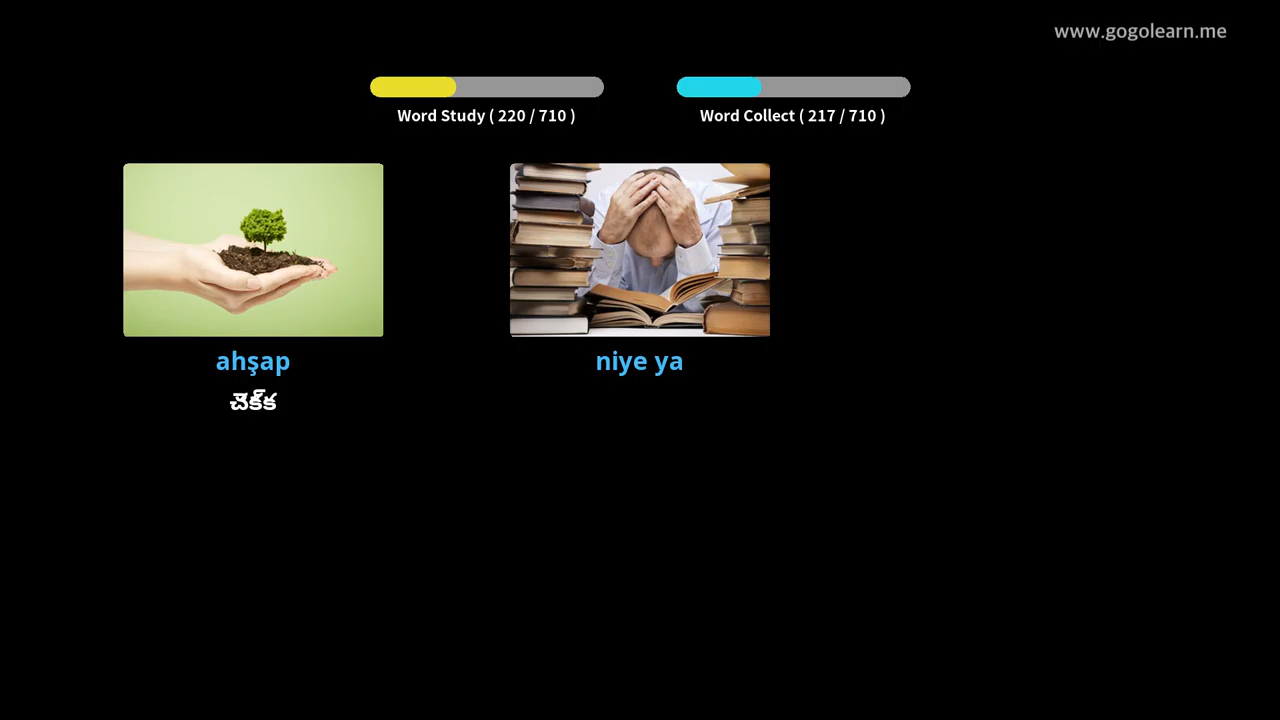 www.gogolearn.me
Word Study ( 220 / 710 )
Word Collect ( 217 / 710 )
ahşap
niye ya
చెక్క